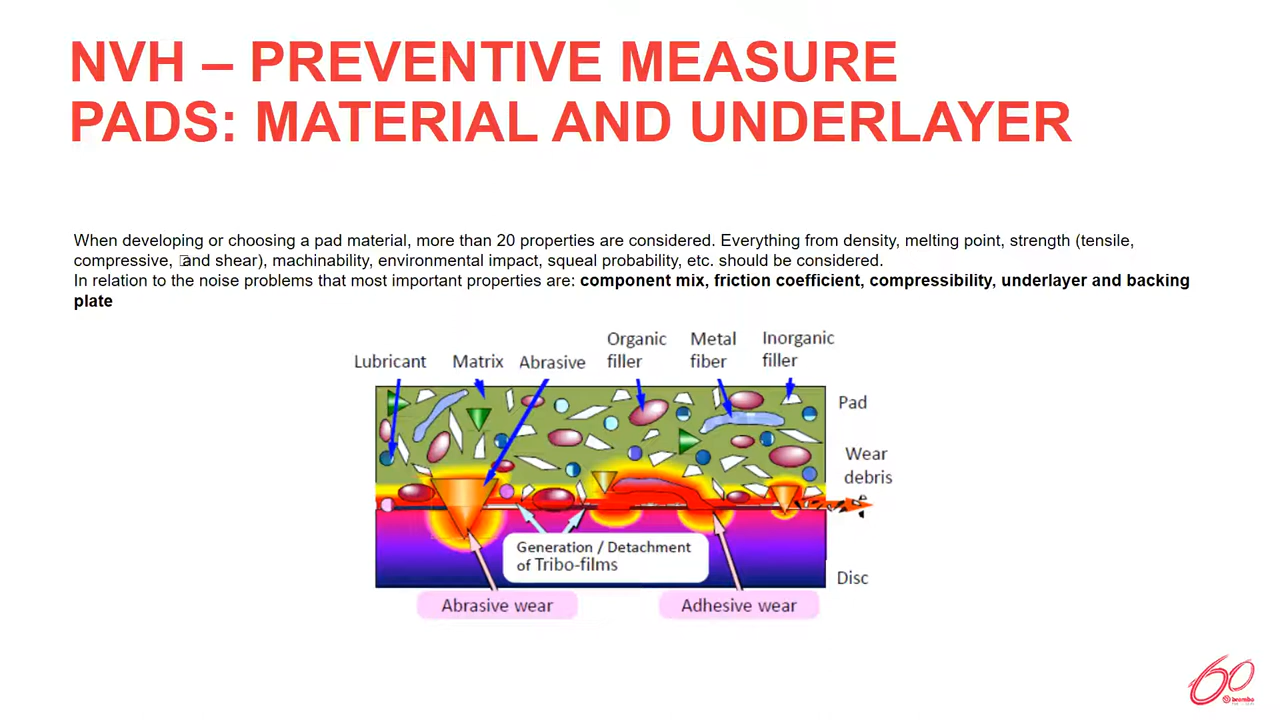 NVH – PREVENTIVE MEASURE
PADS: MATERIAL AND UNDERLAYER
When developing or choosing a pad material, more than 20 properties are considered. Everything from density, melting point, strength (tensile,
compressive, and shear), machinability, environmental impact, squeal probability, etc. should be considered.
In relation to the noise problems that most important properties are: component mix, friction coefficient, compressibility, underlayer and backing
plate
Lubricant
Matrix
Abrasive
Organic
filler
Metal
fiber
Inorganic
filler
Pad
Wear
debris
Generation / Detachment
of Tribo-films
Disc
Abrasive wear
Adhesive wear
60
brembo